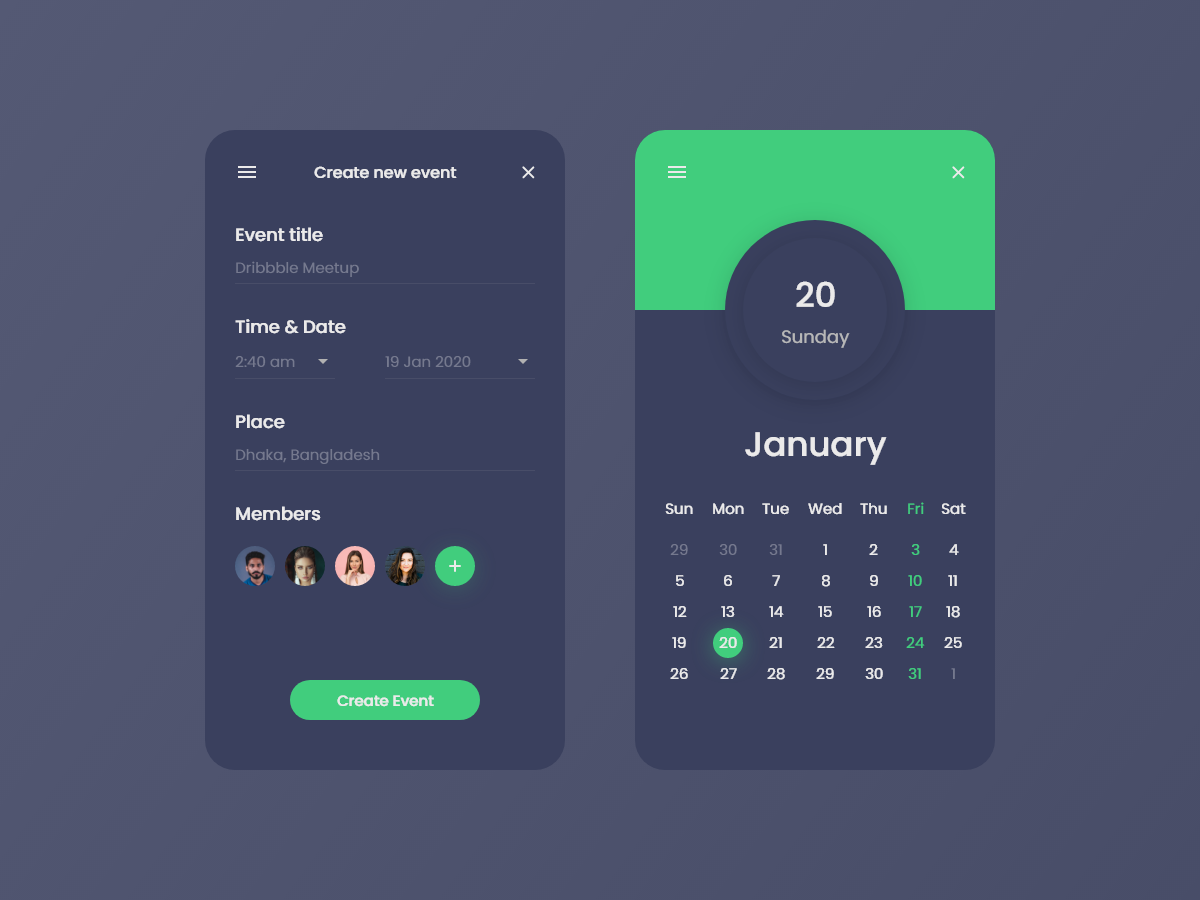 Create new event
Event title
Dribbble Meetup
Time & Date
2:40 am 19 Jan 2020
Place
Dhaka, Bangladesh
Members
Create Event
20
Sunday
January
Sun Mon Tue Wed Thu Fri Sat
29 30 31 1 2 3 4
5 6 7 8 9 10 11
12 13 14 15 16 17 18
19 20 21 22 23 24 25
26 27 28 29 30 31 1